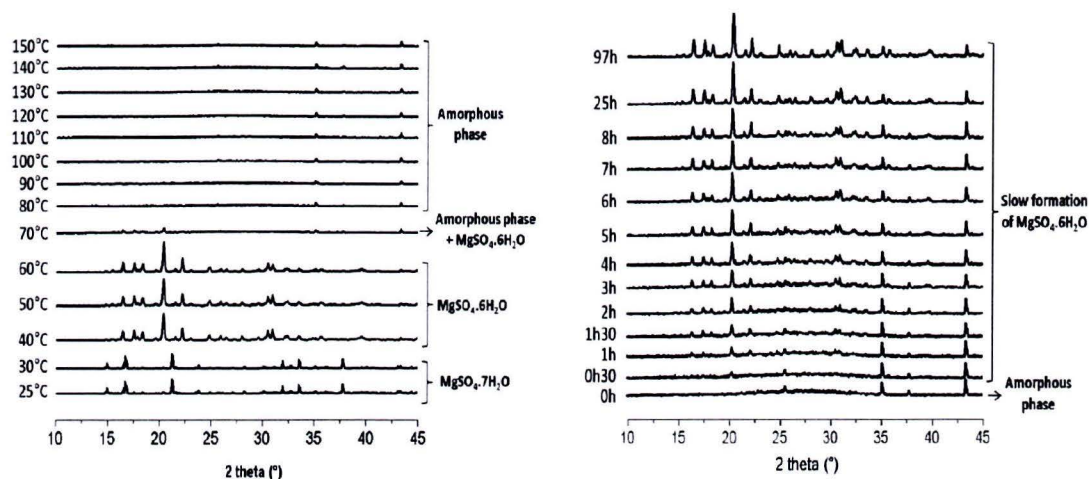 150°C
140°C
130°C
120°C
110°C
100°C
90°C
80°C
70°C
60°C
50°C
40°C
30°C
25°C
Amorphous
phase
Amorphous phase
+ MgSO₄.6H₂O
MgSO₄.6H₂O
MgSO₄.7H₂O
10 15 20 25 30 35 40 45
2 theta (°)
97h
25h
8h
7h
6h
5h
4h
3h
2h
1h30
1h
0h30
0h
Slow formation
of MgSO₄.6H₂O
Amorphous
phase
10 15 20 25 30 35 40 45
2 theta (°)